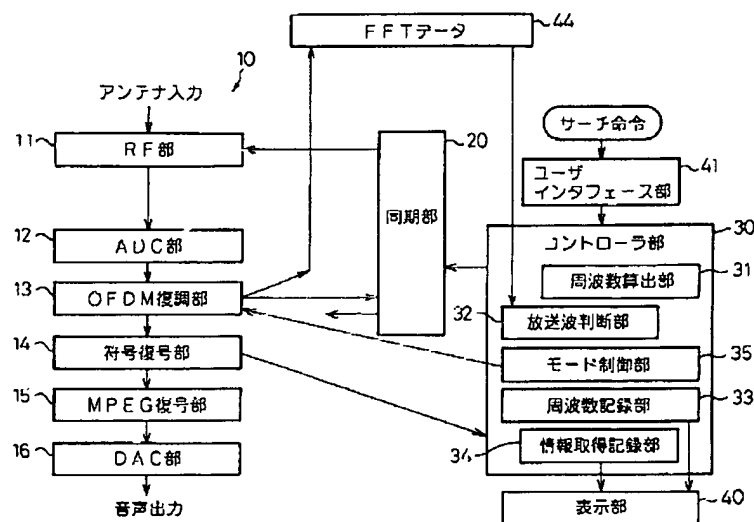 FFTデータ
44
10
アンテナ入力
11
RF部
20
同期部
サーチ命令
ユーザ
インタフェース部
41
12
ADC部
コントローラ部
30
13
OFDM復調部
周波数算出部
31
32
放送波判断部
14
符号復号部
モード制御部
35
15
MPEG復号部
周波数記録部
33
16
DAC部
34
情報取得記録部
音声出力
表示部
40